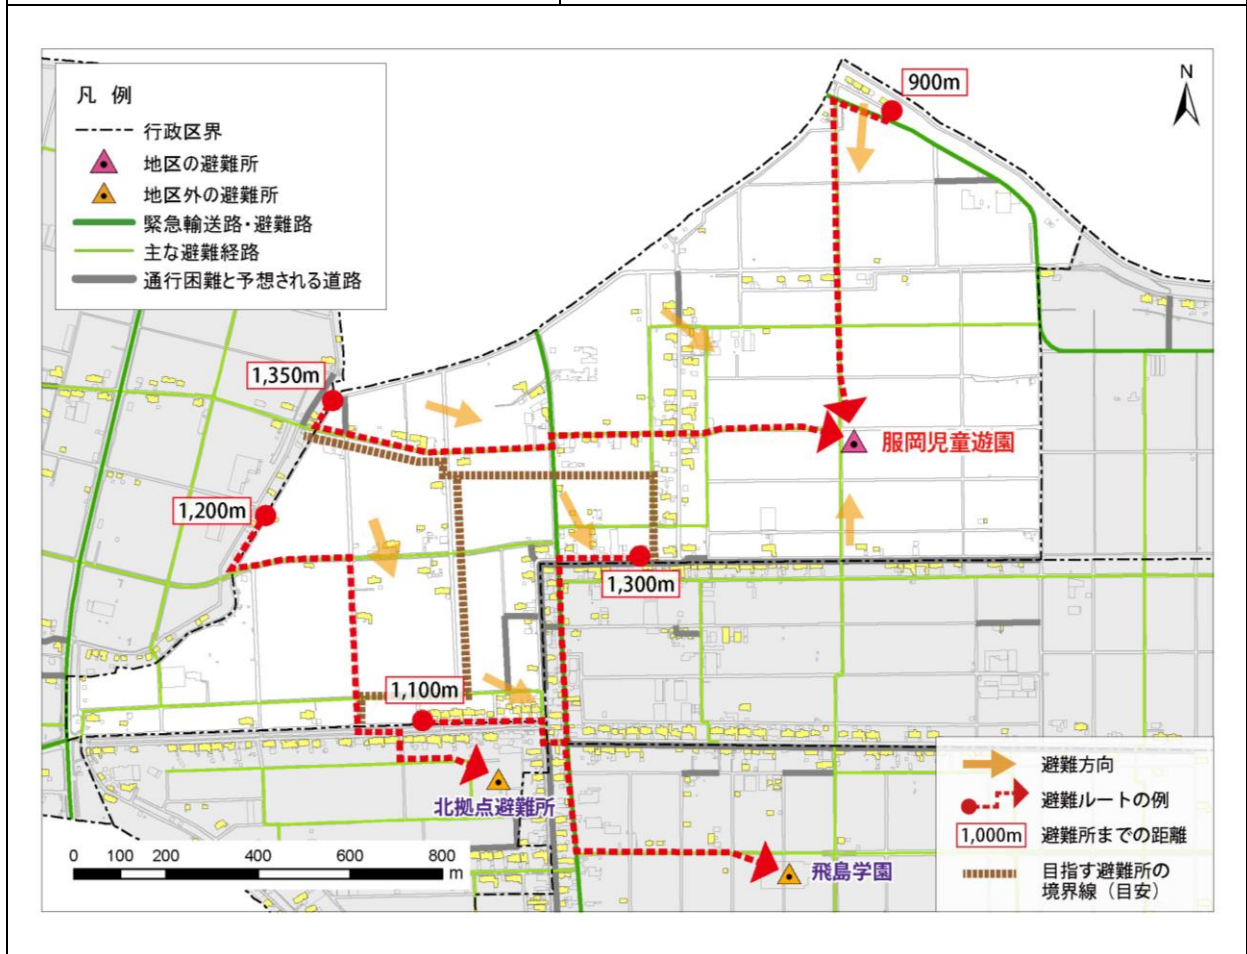 凡 例
行政区界
地区の避難所
地区外の避難所
緊急輸送路・避難路
主な避難経路
通行困難と予想される道路
900m
N
1,350m
服岡児童遊園
1,200m
1,300m
1,100m
北拠点避難所
飛島学園
0 100 200 400 600 800
m
避難方向
避難ルートの例
1,000m 避難所までの距離
目指す避難所の
境界線（目安）